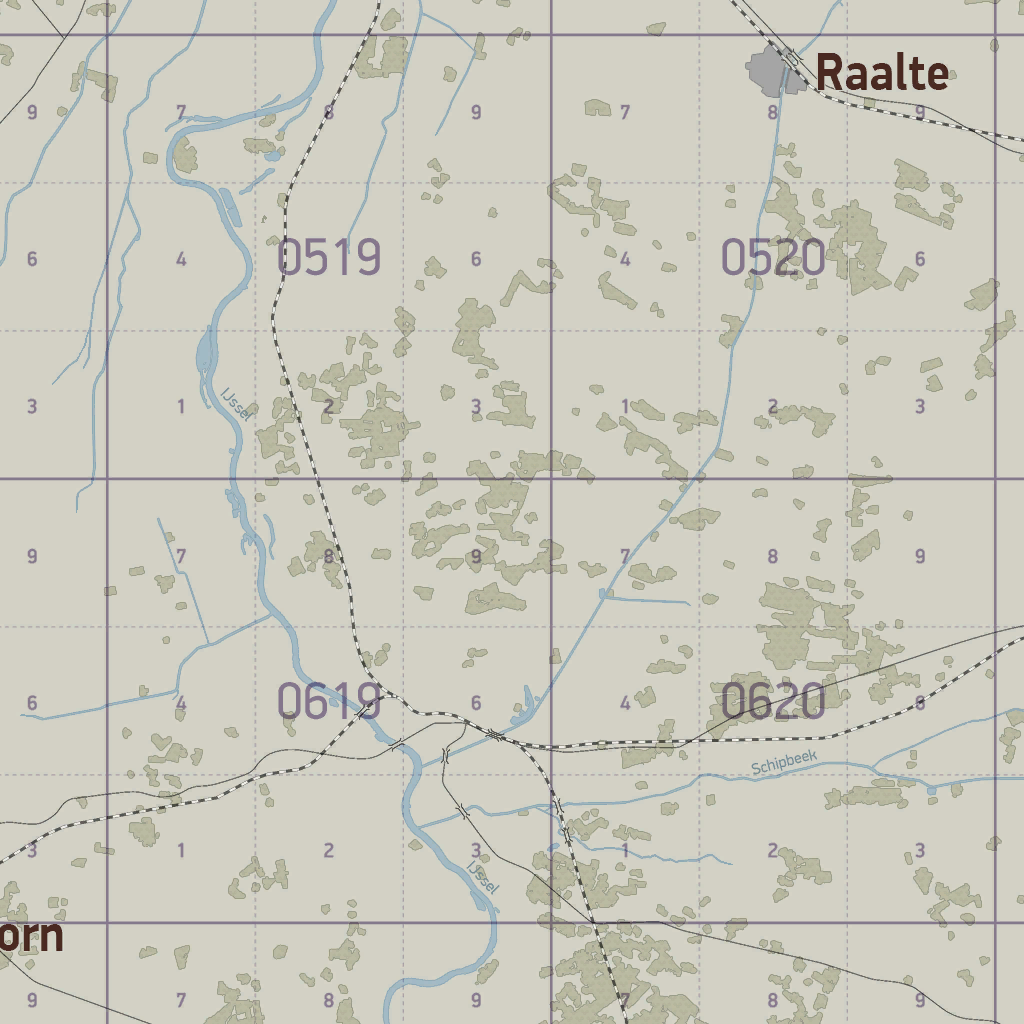 Raalte
9 7 8 9 7 8 9
0519 0520
6 4 6 4 6
3 1 2 3 1 2 3
IJssel
9 7 8 9 7 8 9
0619 0620
6 4 6 4 6
Schipbeek
3 1 2 3 1 2 3
IJssel
orn
9 7 8 9 7 8 9